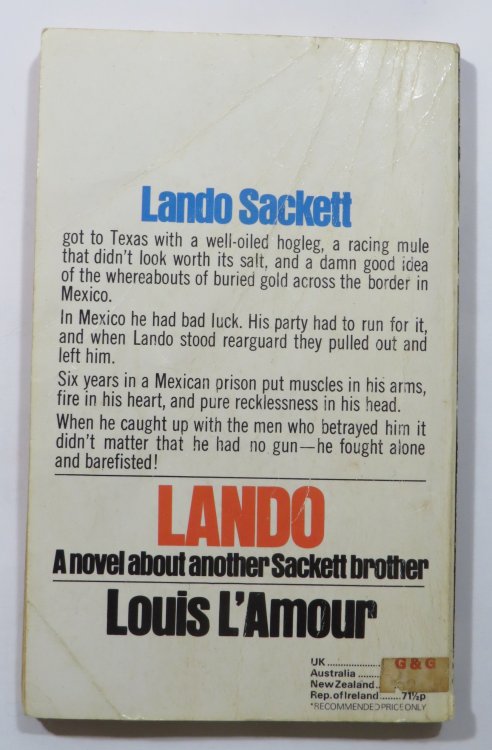 Lando Sackett
got to Texas with a well-oiled hogleg, a racing mule
that didn't look worth its salt, and a damn good idea
of the whereabouts of buried gold across the border in
Mexico.
In Mexico he had bad luck. His party had to run for it,
and when Lando stood rearguard they pulled out and
left him.
Six years in a Mexican prison put muscles in his arms,
fire in his heart, and pure recklessness in his head.
When he caught up with the men who betrayed him it
didn't matter that he had no gun—he fought alone
and barefisted!
LANDO
A novel about another Sackett brother
Louis L'Amour
UK ..................... G & G
Australia .......
New Zealand..
Rep. of Ireland ....... 71½p
*RECOMMENDED PRICE ONLY